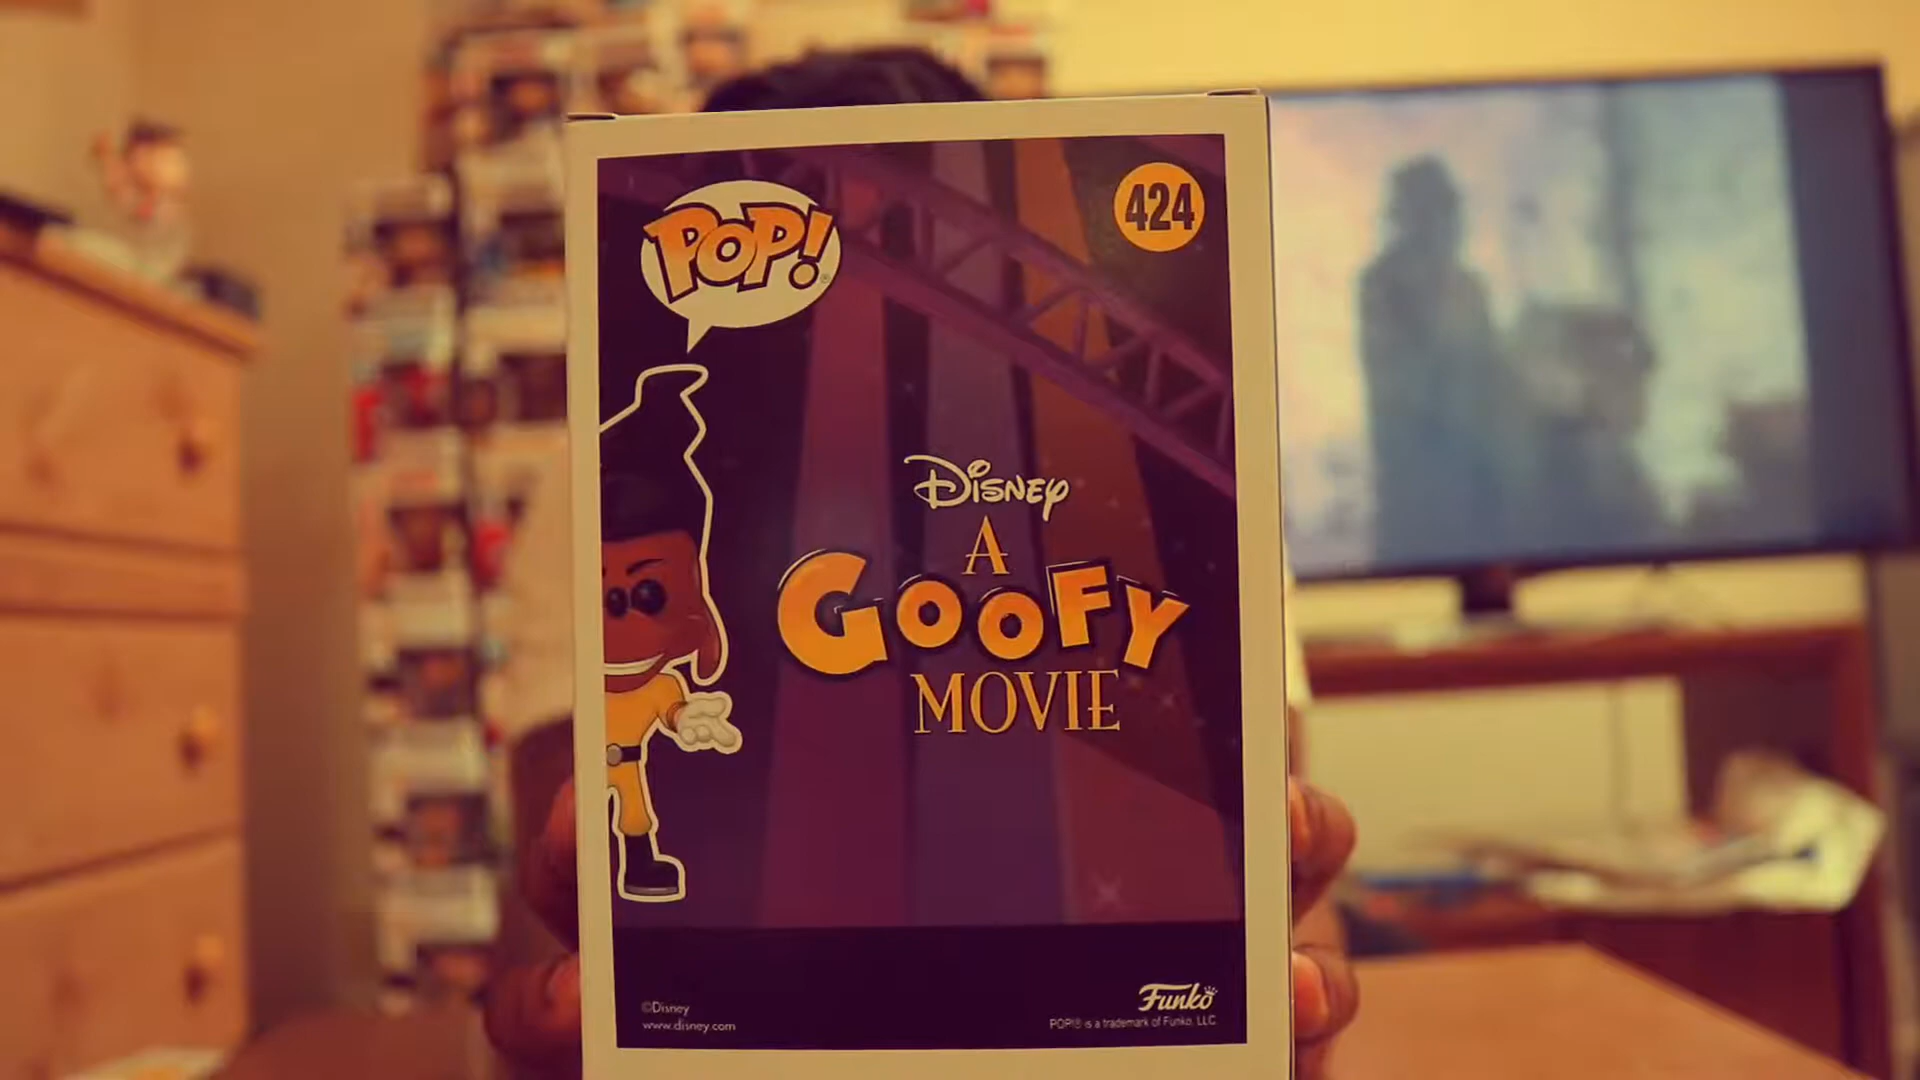 POP!
424
Disney
A
GOOFY
MOVIE
©Disney
www.disney.com
Funko
POP!® is a trademark of Funko, LLC